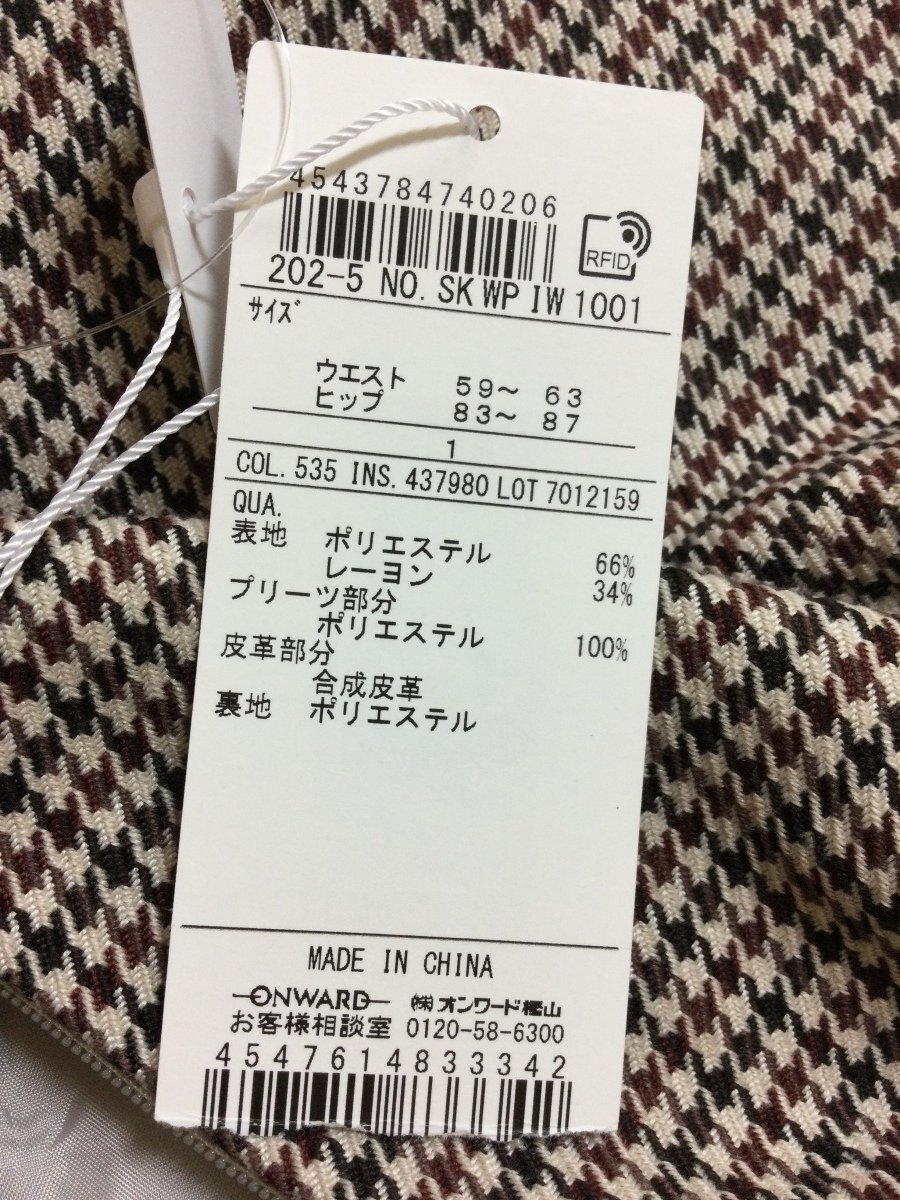 4543784740206
RFID
202-5 NO. SKWPIW1001
サイズ
ウエスト 59～ 63
ヒップ 83～ 87
1
COL. 535 INS. 437980 LOT 7012159
QUA.
表地 ポリエステル 66%
レーヨン 34%
プリーツ部分
ポリエステル 100%
皮革部分
合成皮革
裏地 ポリエステル
MADE IN CHINA
ONWARD ㈱オンワード樫山
お客様相談室 0120-58-6300
4547614833342